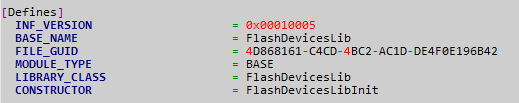 [Defines]
INF_VERSION = 0x00010005
BASE_NAME = FlashDevicesLib
FILE_GUID = 4D868161-C4CD-4BC2-AC1D-DE4F0E196B42
MODULE_TYPE = BASE
LIBRARY_CLASS = FlashDevicesLib
CONSTRUCTOR = FlashDevicesLibInit